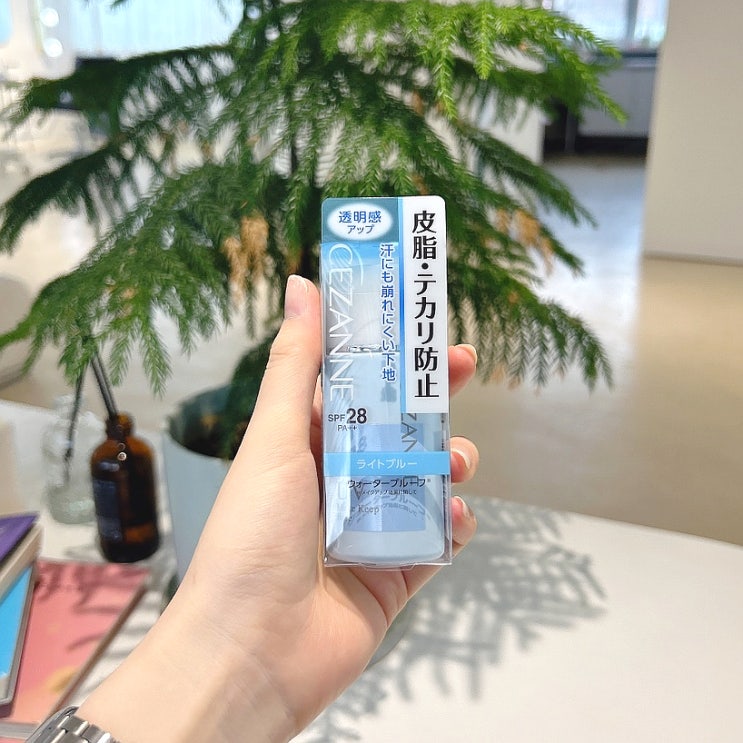 透明感
アップ
皮脂・テカリ防止
汗にも崩れにくい下地
CEZANNE
SPF28
PA++
ライトブルー
ウォータープルーフ*